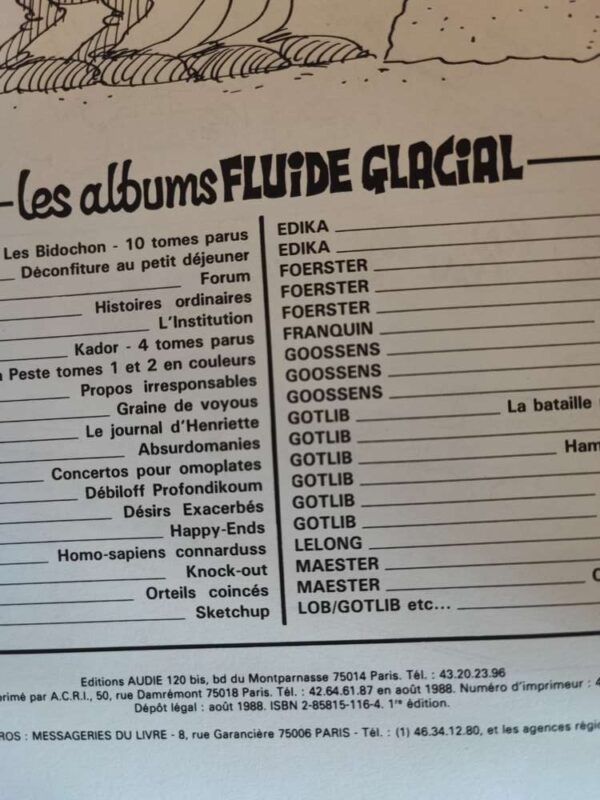 les albums FLUiDE GLACiAL
Les Bidochon - 10 tomes parus
Déconfiture au petit déjeuner
Forum
Histoires ordinaires
L'Institution
Kador - 4 tomes parus
Peste tomes 1 et 2 en couleurs
Propos irresponsables
Graine de voyous
Le journal d'Henriette
Absurdomanies
Concertos pour omoplates
Débiloff Profondikoum
Désirs Exacerbés
Happy-Ends
Homo-sapiens connarduss
Knock-out
Orteils coincés
Sketchup
EDIKA
EDIKA
FOERSTER
FOERSTER
FOERSTER
FRANQUIN
GOOSSENS
GOOSSENS
GOOSSENS
GOTLIB La bataille
GOTLIB
GOTLIB Ham
GOTLIB
GOTLIB
GOTLIB
LELONG
MAESTER
MAESTER
LOB/GOTLIB etc...
Editions AUDIE 120 bis, bd du Montparnasse 75014 Paris. Tél. : 43.20.23.96
primé par A.C.R.I., 50, rue Damrémont 75018 Paris. Tél. : 42.64.61.87 en août 1988. Numéro d'imprimeur : 4
Dépôt légal : août 1988. ISBN 2-85815-116-4. 1re édition.
ROS : MESSAGERIES DU LIVRE - 8, rue Garancière 75006 PARIS - Tél. : (1) 46.34.12.80, et les agences régi